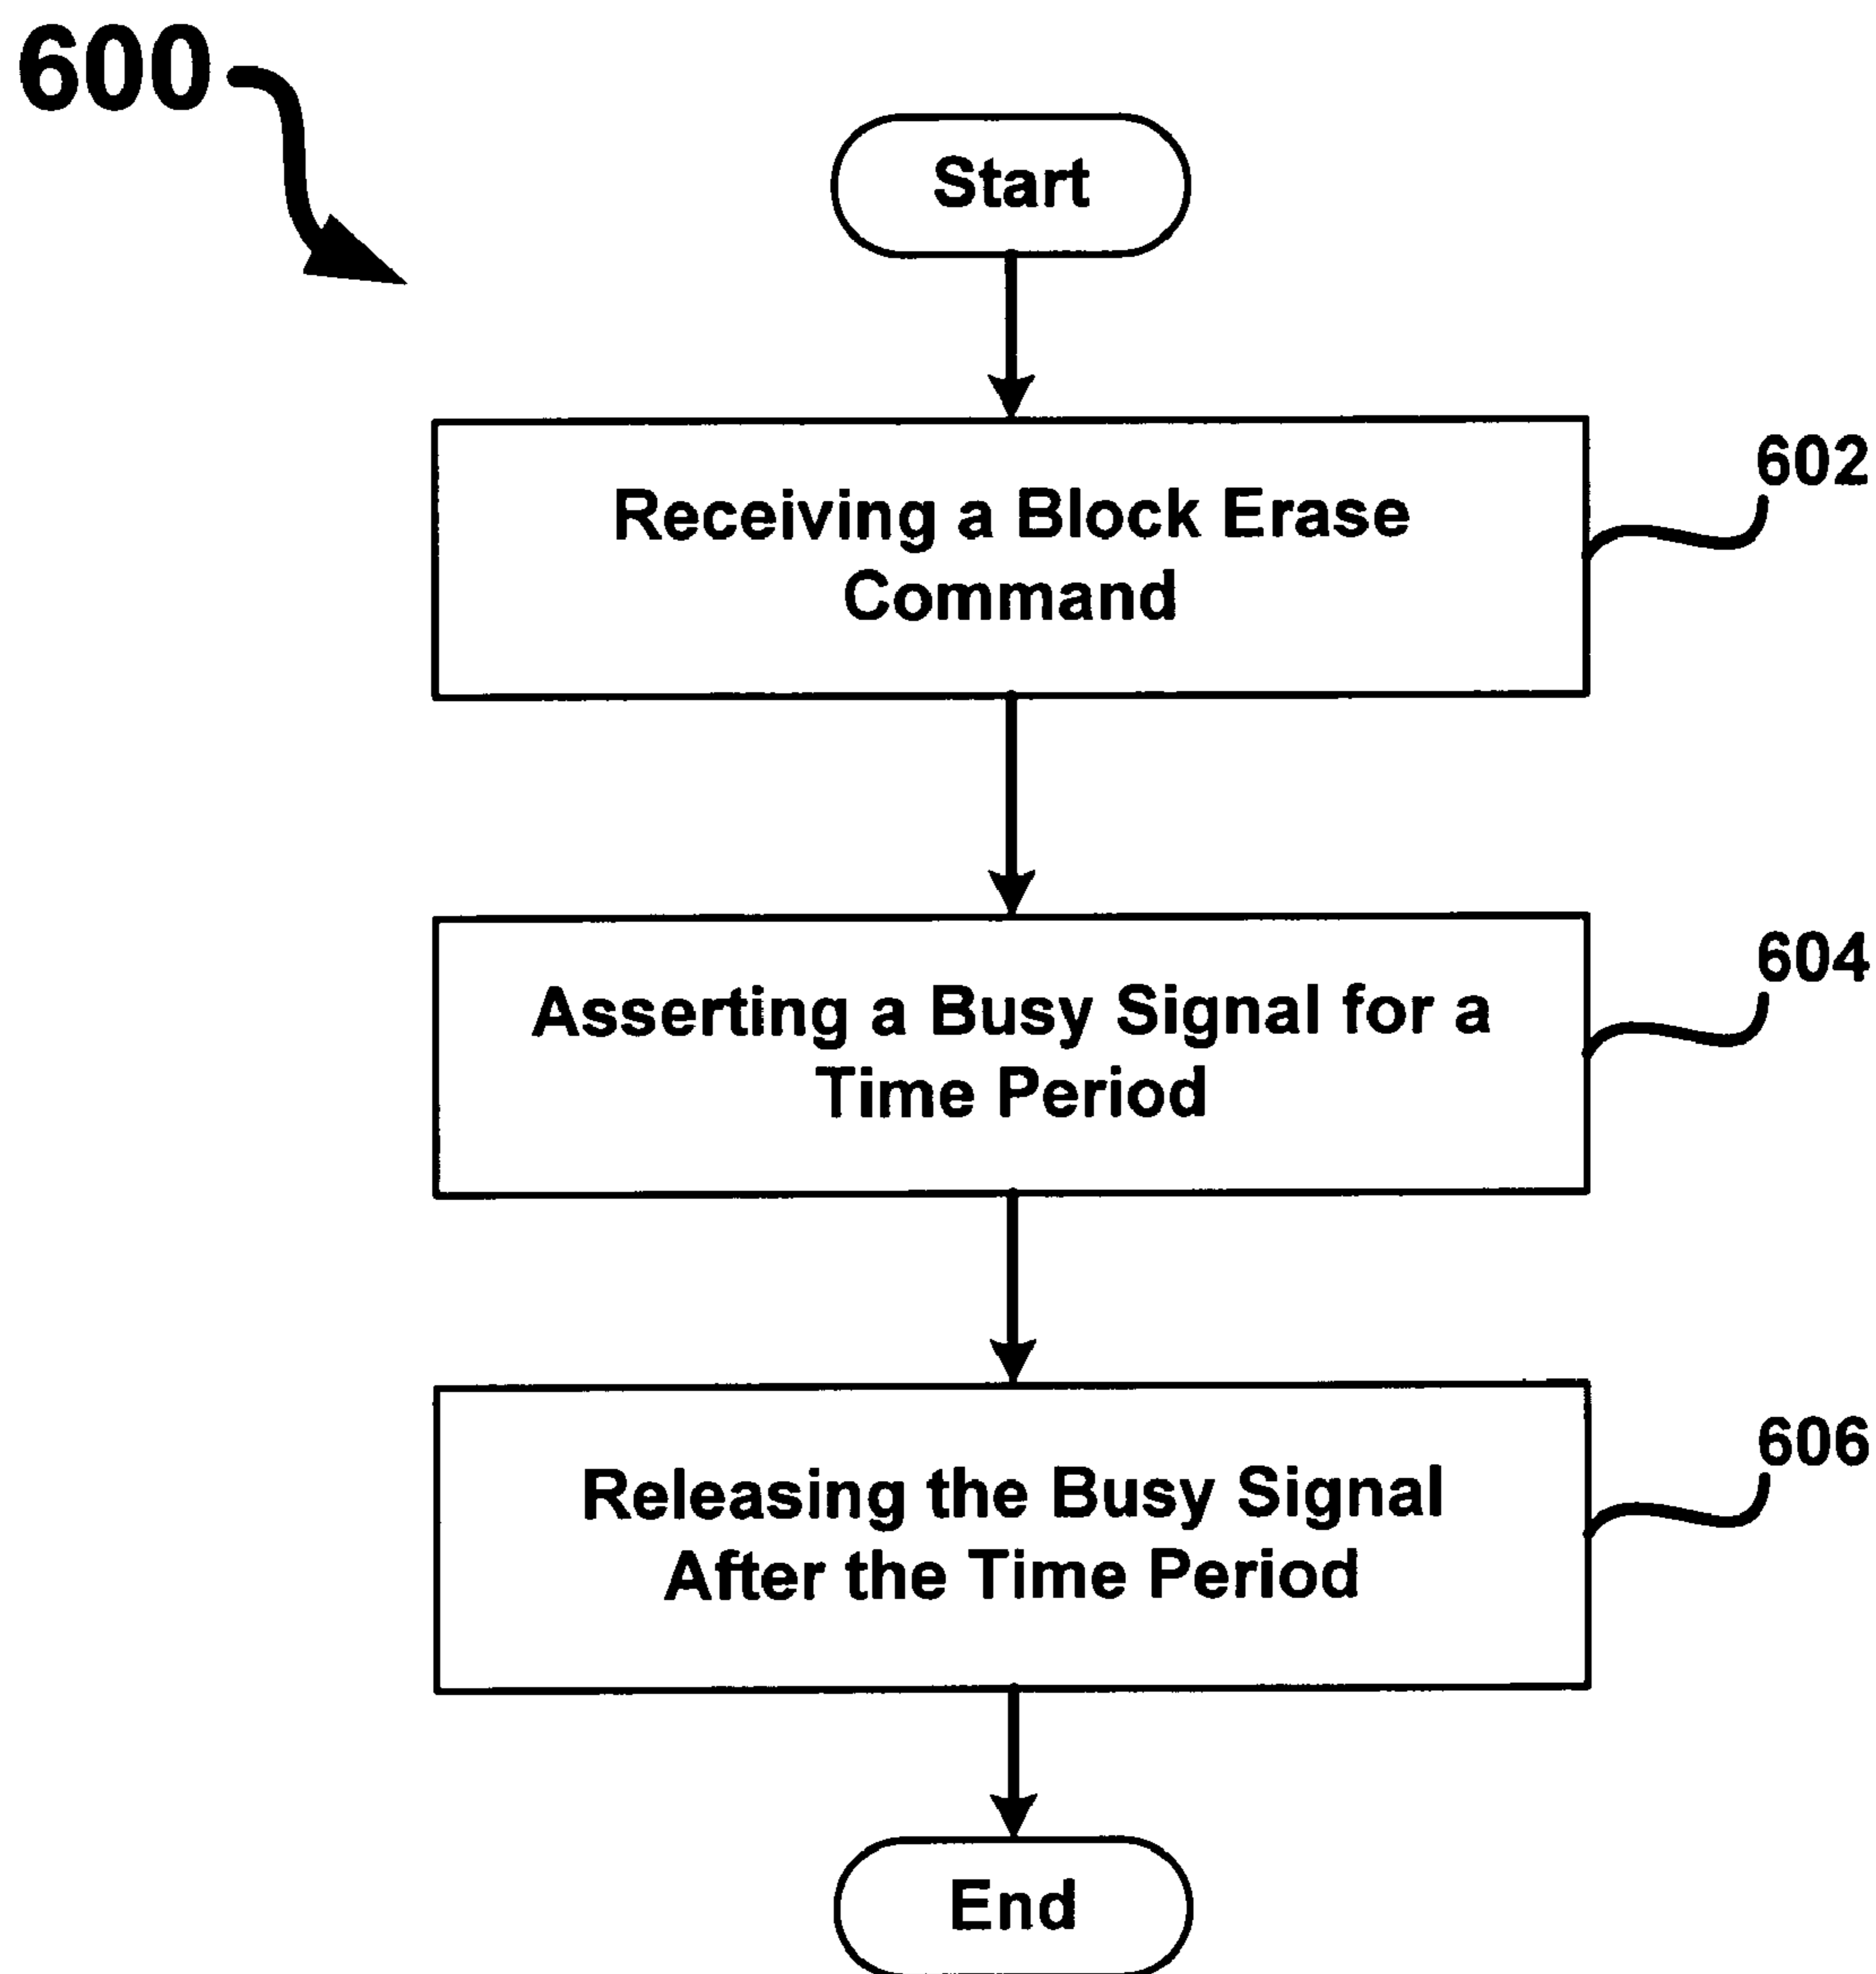 600
Start
Receiving a Block Erase
Command
602
Asserting a Busy Signal for a
Time Period
604
Releasing the Busy Signal
After the Time Period
606
End